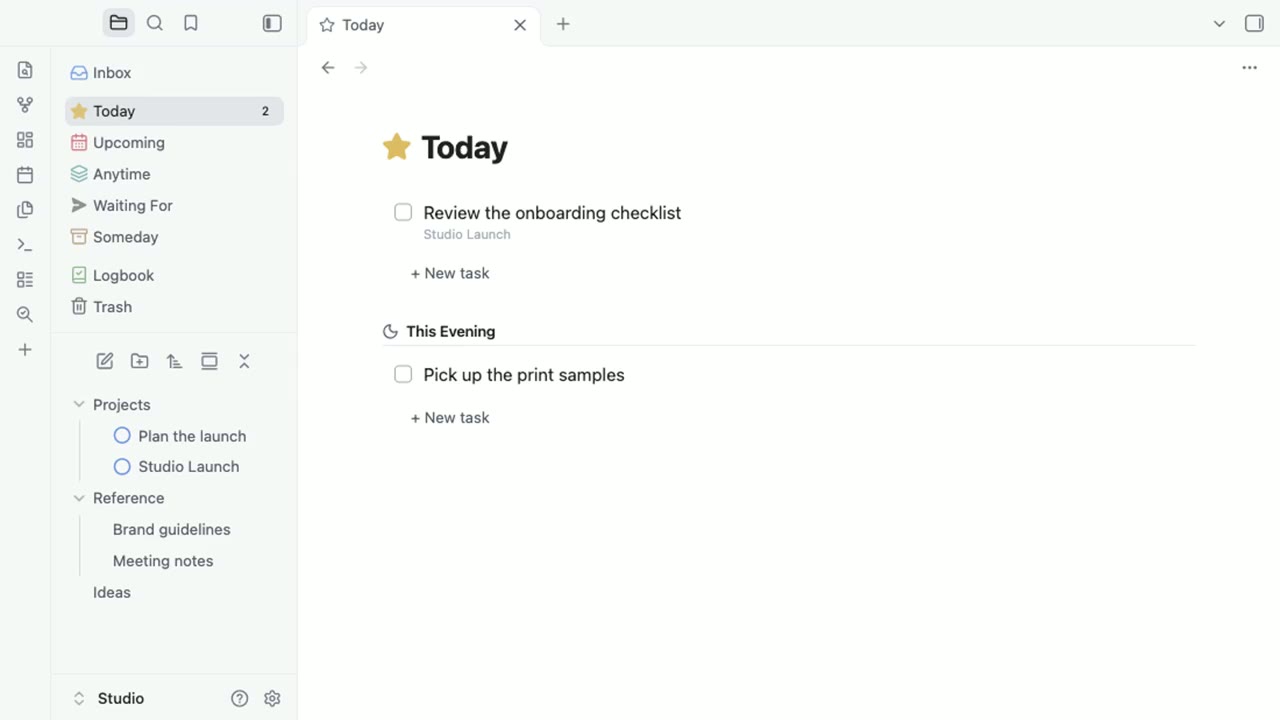 Today
Inbox
Today 2
Upcoming
Anytime
Waiting For
Someday
Logbook
Trash
Projects
Plan the launch
Studio Launch
Reference
Brand guidelines
Meeting notes
Ideas
Studio
Today
Review the onboarding checklist
Studio Launch
+ New task
This Evening
Pick up the print samples
+ New task